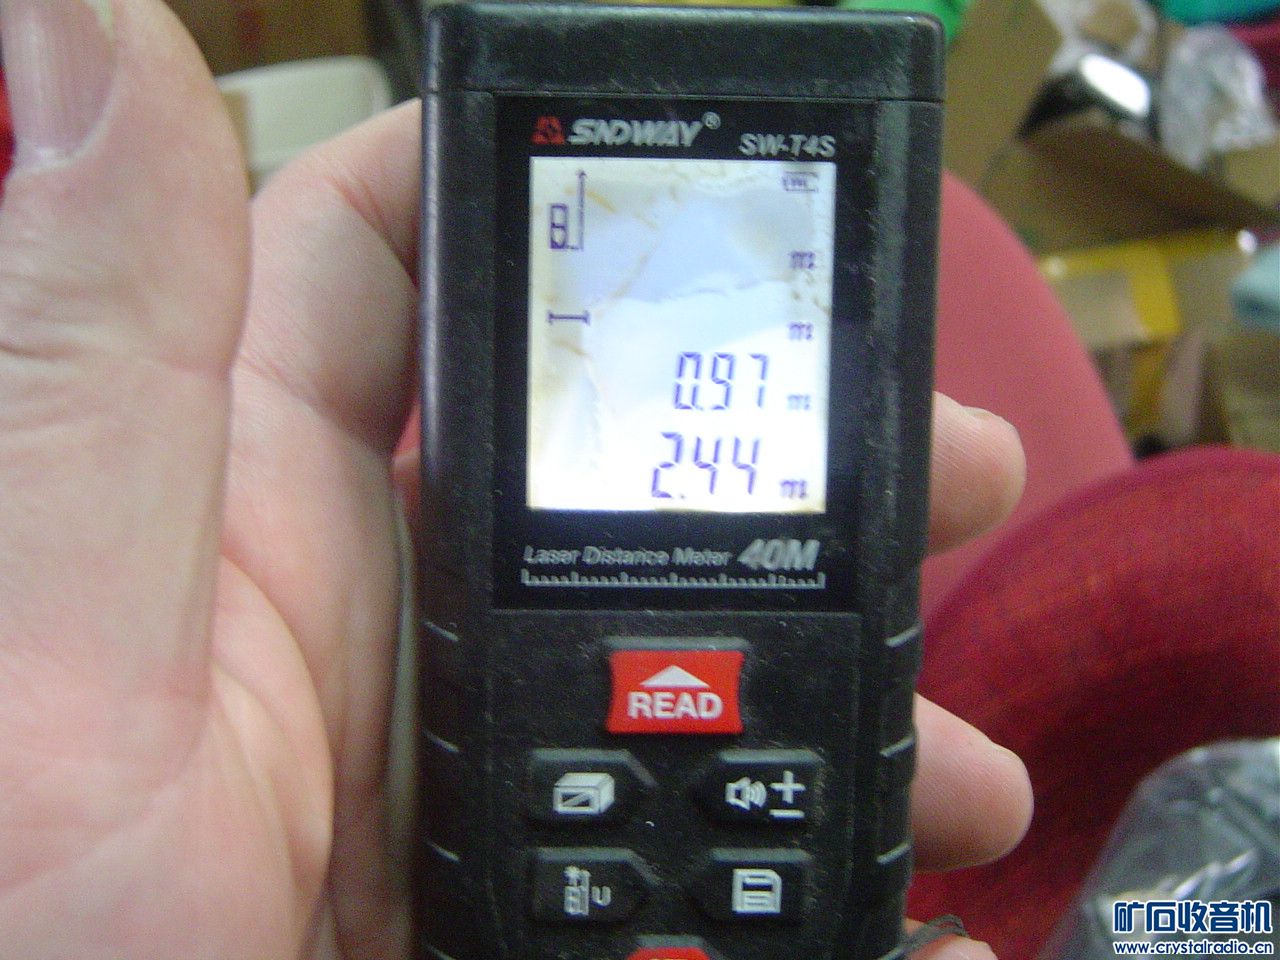 SNDWAY®
SW-T4S
m
m
0.97 m
2.44 m
Laser Distance Meter 40M
READ
U
矿石收音机
www.crystalradio.cn